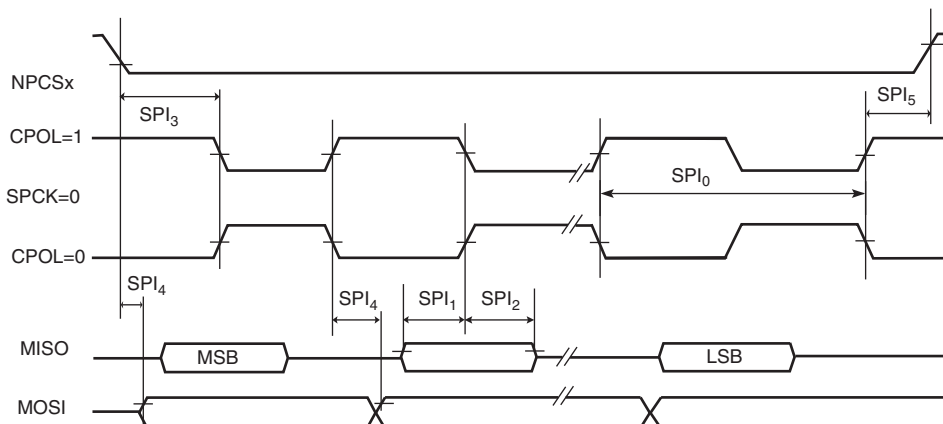 NPCSx
SPI₃
SPI₅
CPOL=1
SPI₀
SPCK=0
CPOL=0
SPI₄
SPI₄
SPI₁
SPI₂
MISO
MSB
LSB
MOSI